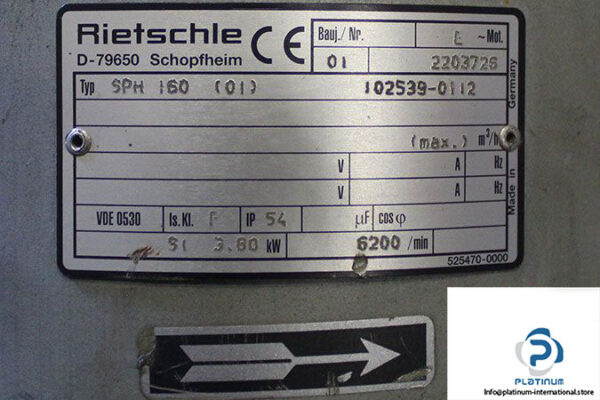 Rietschle
D-79650 Schopfheim
CE
Bauj./Nr. E ~Mot.
01 2203726
Typ SPH 160 (01) 102539-0112
(max.) m³/h
V A Hz
V A Hz
VDE 0530 Is.Kl. F IP 54 µF cos φ
S1 3.60 kW 6200 /min
525470-0000
Made in Germany
PLATINUM
info@platinum-international.store